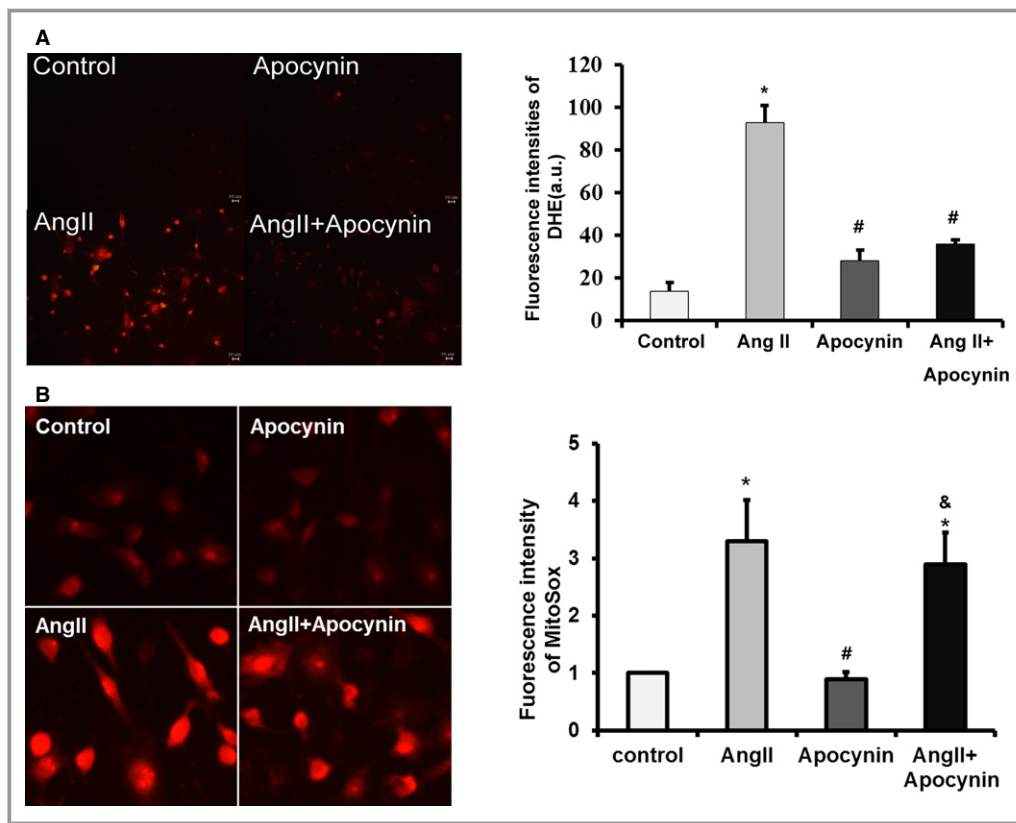 A
Control
Apocynin
AngII
AngII+Apocynin
Fluorescence intensities of
DHE(a.u.)
120
100
80
60
40
20
0
*
#
#
Control
Ang II
Apocynin
Ang II+
Apocynin
B
Control
Apocynin
AngII
AngII+Apocynin
Fuorescence intensity
of MitoSox
5
4
3
2
1
0
*
#
&
*
control
AngII
Apocynin
AngII+
Apocynin